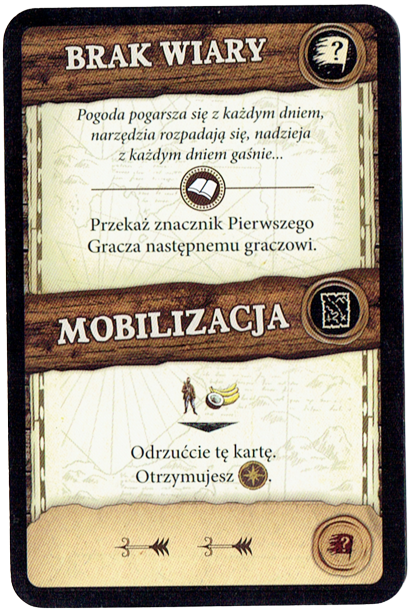 BRAK WIARY
?
Pogoda pogarsza się z każdym dniem,
narzędzia rozpadają się, nadzieja
z każdym dniem gaśnie...
Przekaż znacznik Pierwszego
Gracza następnemu graczowi.
MOBILIZACJA
Odrzućcie tę kartę.
Otrzymujesz .
?